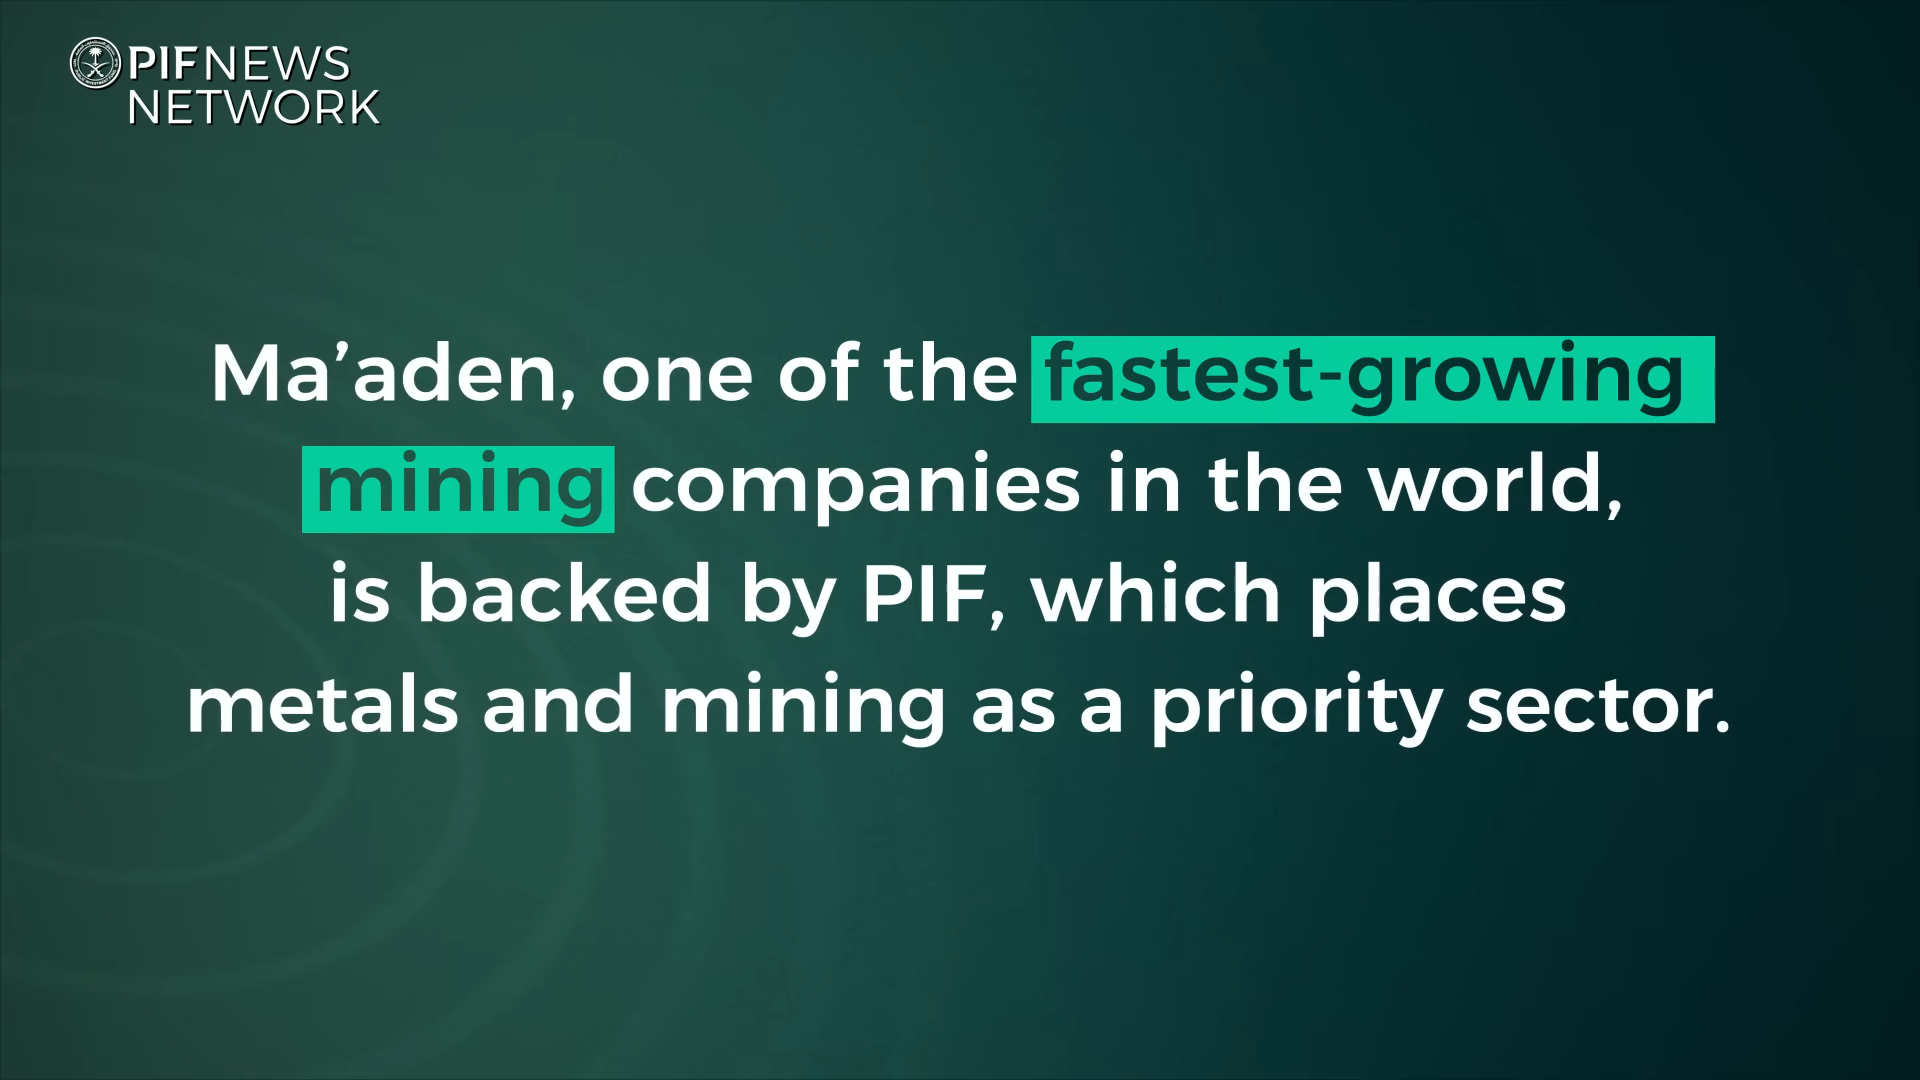 PIFNEWS
NETWORK
Ma’aden, one of the fastest-growing
mining companies in the world,
is backed by PIF, which places
metals and mining as a priority sector.